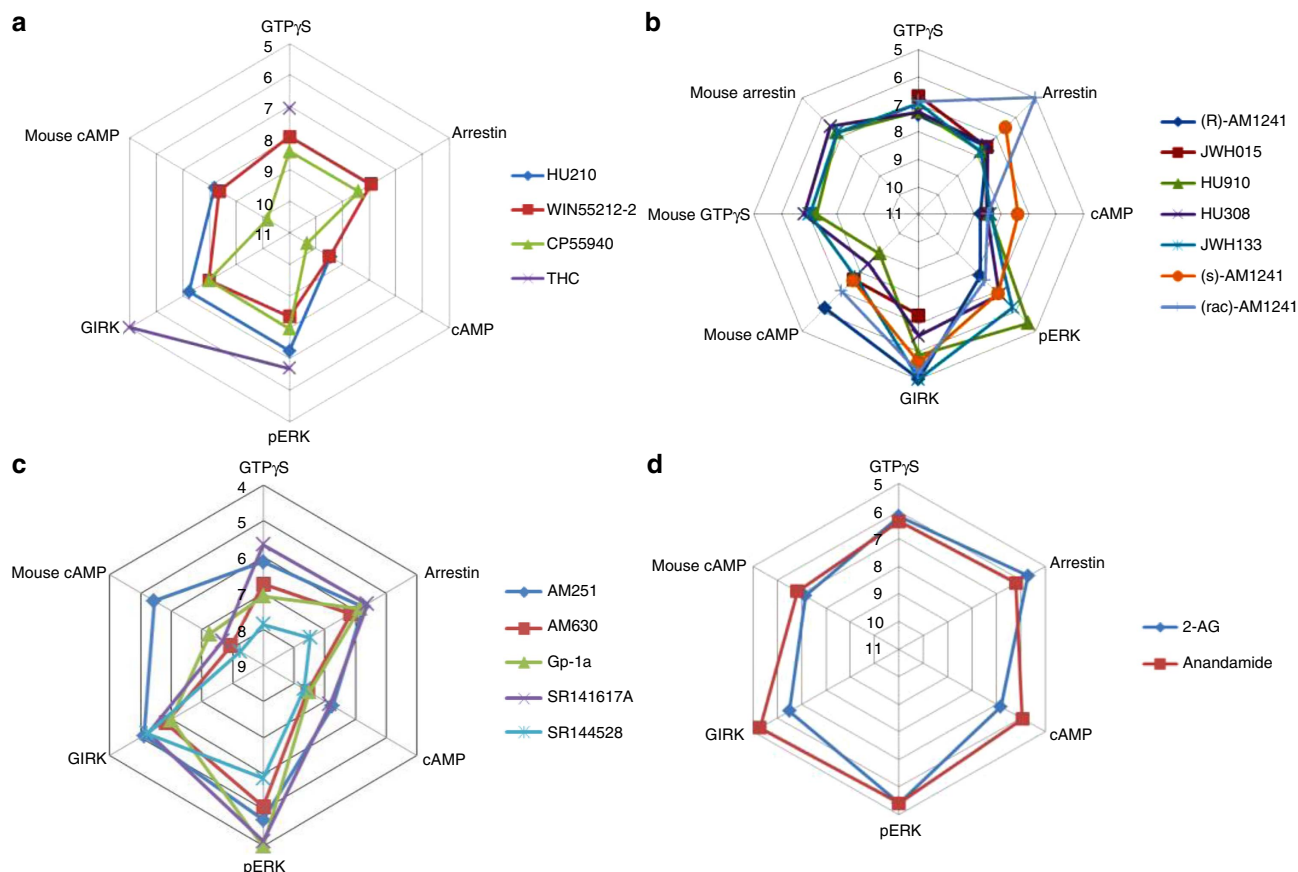 a
GTPγS
5
6
7
8
9
10
11
Arrestin
cAMP
pERK
GIRK
Mouse cAMP
HU210
WIN55212-2
CP55940
THC
b
GTPγS
5
6
7
8
9
10
11
Arrestin
cAMP
pERK
GIRK
Mouse cAMP
Mouse GTPγS
Mouse arrestin
(R)-AM1241
JWH015
HU910
HU308
JWH133
(s)-AM1241
(rac)-AM1241
c
GTPγS
4
5
6
7
8
9
Arrestin
cAMP
pERK
GIRK
Mouse cAMP
AM251
AM630
Gp-1a
SR141617A
SR144528
d
GTPγS
5
6
7
8
9
10
11
Arrestin
cAMP
pERK
GIRK
Mouse cAMP
2-AG
Anandamide